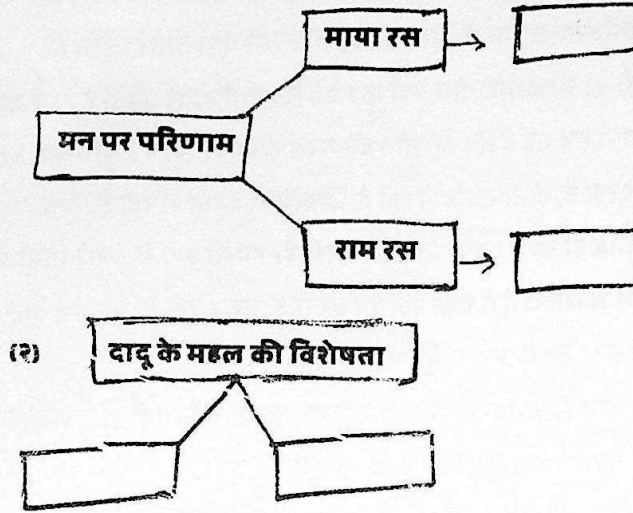 माया रस
मन पर परिणाम
राम रस
(२) दादू के महल की विशेषता